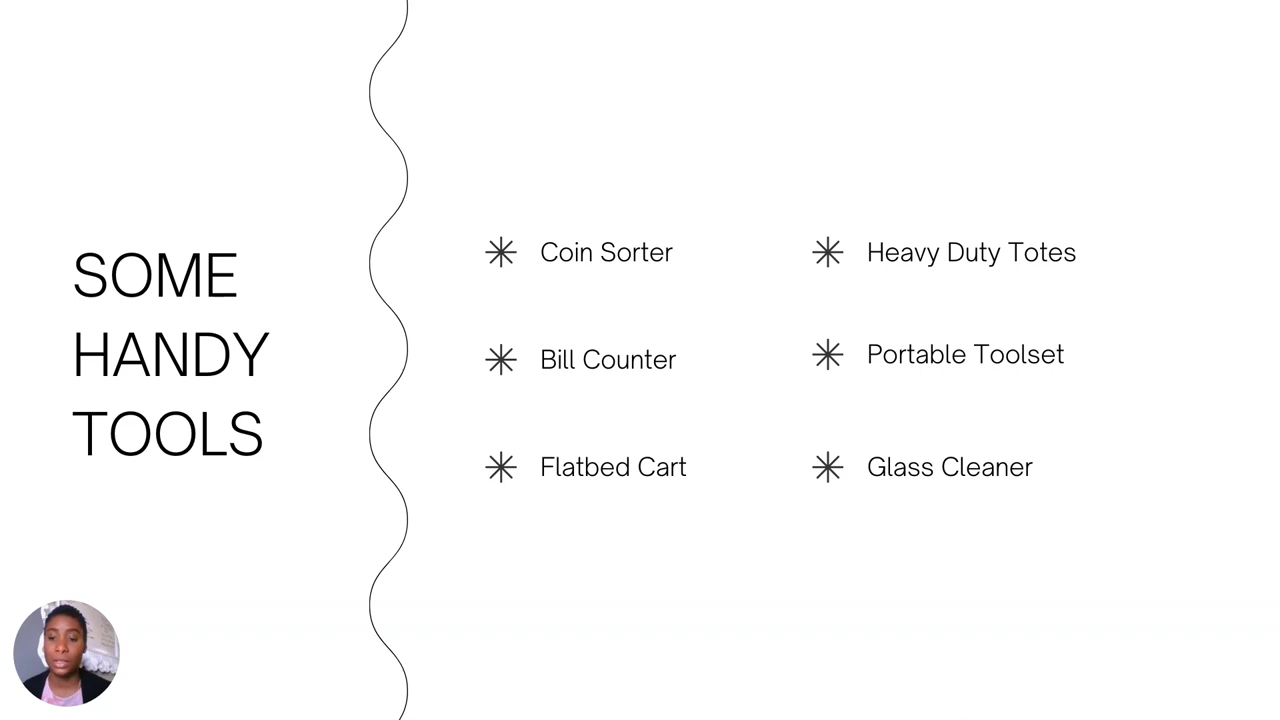 SOME
HANDY
TOOLS
Coin Sorter
Bill Counter
Flatbed Cart
Heavy Duty Totes
Portable Toolset
Glass Cleaner